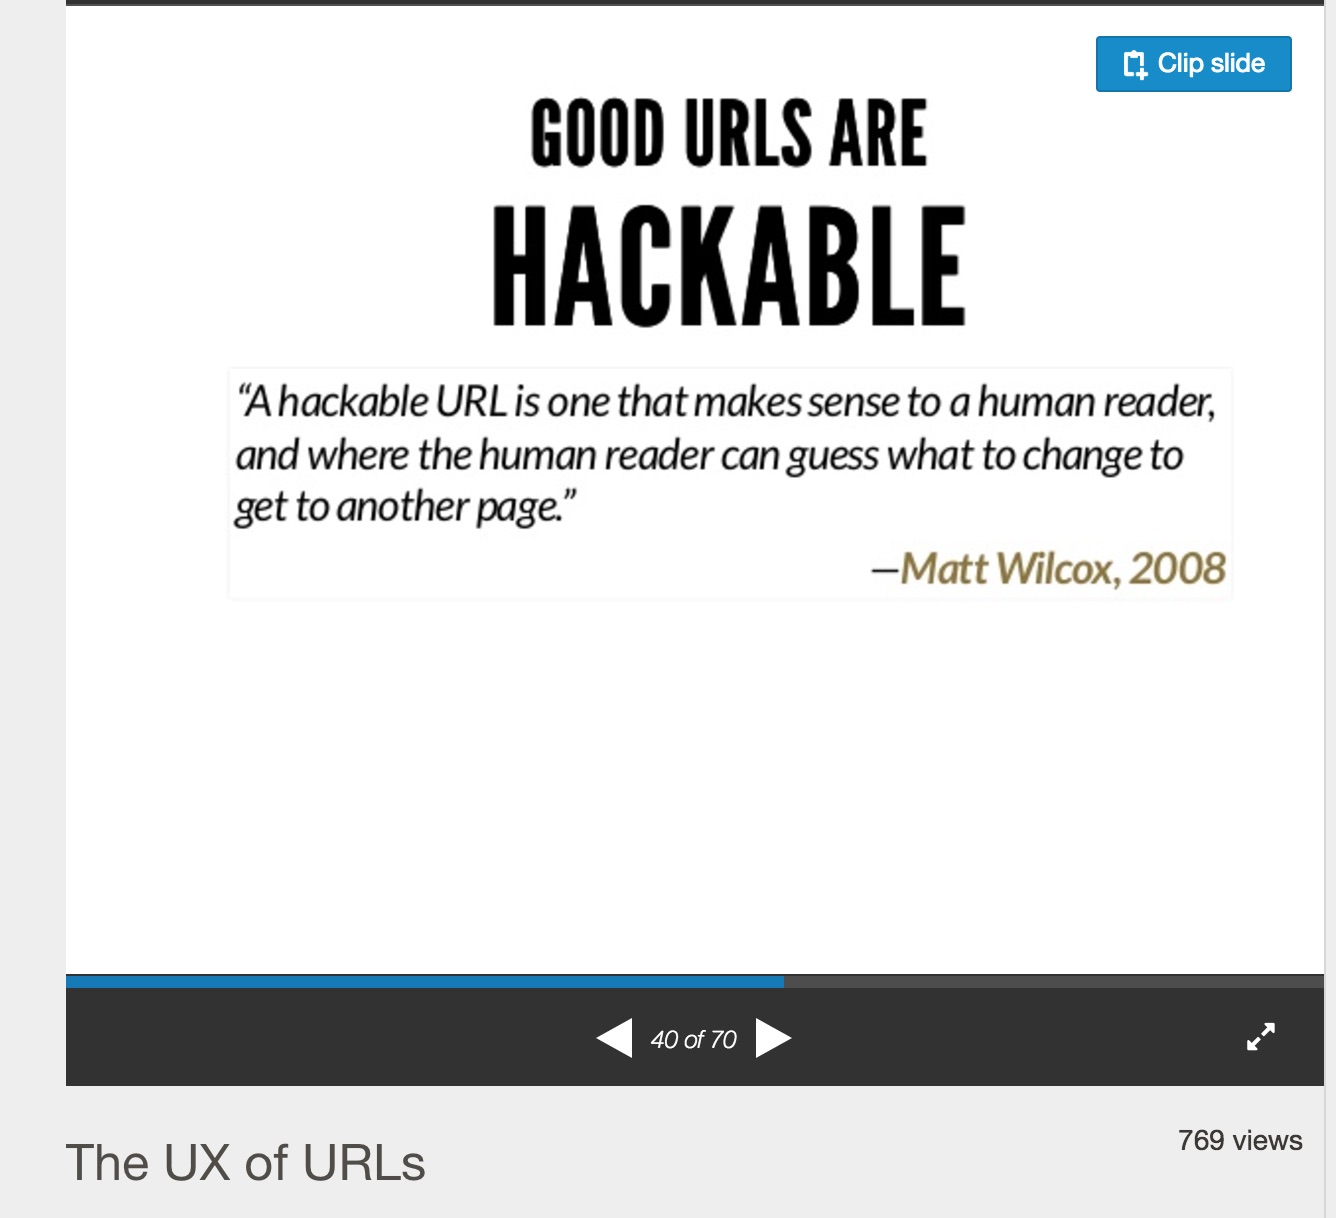 Clip slide
GOOD URLS ARE
HACKABLE
“A hackable URL is one that makes sense to a human reader,
and where the human reader can guess what to change to
get to another page.”
—Matt Wilcox, 2008
40 of 70
The UX of URLs
769 views